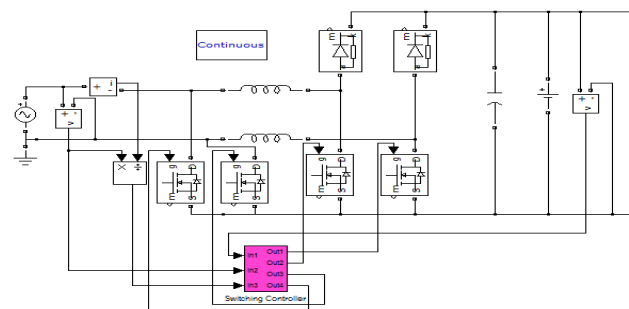 Continuous
m
k
m
k
+
i
-
+
-
v
+
-
v
g
D
m
S
g
D
m
S
g
D
m
S
g
D
m
S
In1
In2
In3
Out1
Out2
Out3
Out4
Switching Controller